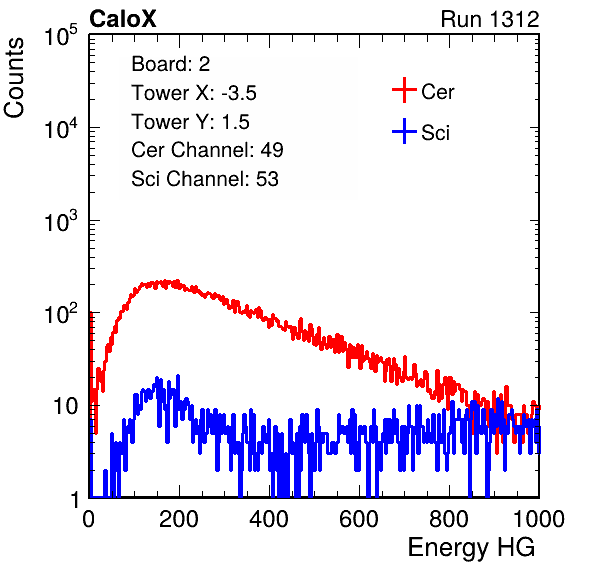 CaloX Run 1312
10^5
Counts
Board: 2
Tower X: -3.5
Tower Y: 1.5
Cer Channel: 49
Sci Channel: 53
Cer
Sci
10^4
10^3
10^2
10
1
0 200 400 600 800 1000
Energy HG